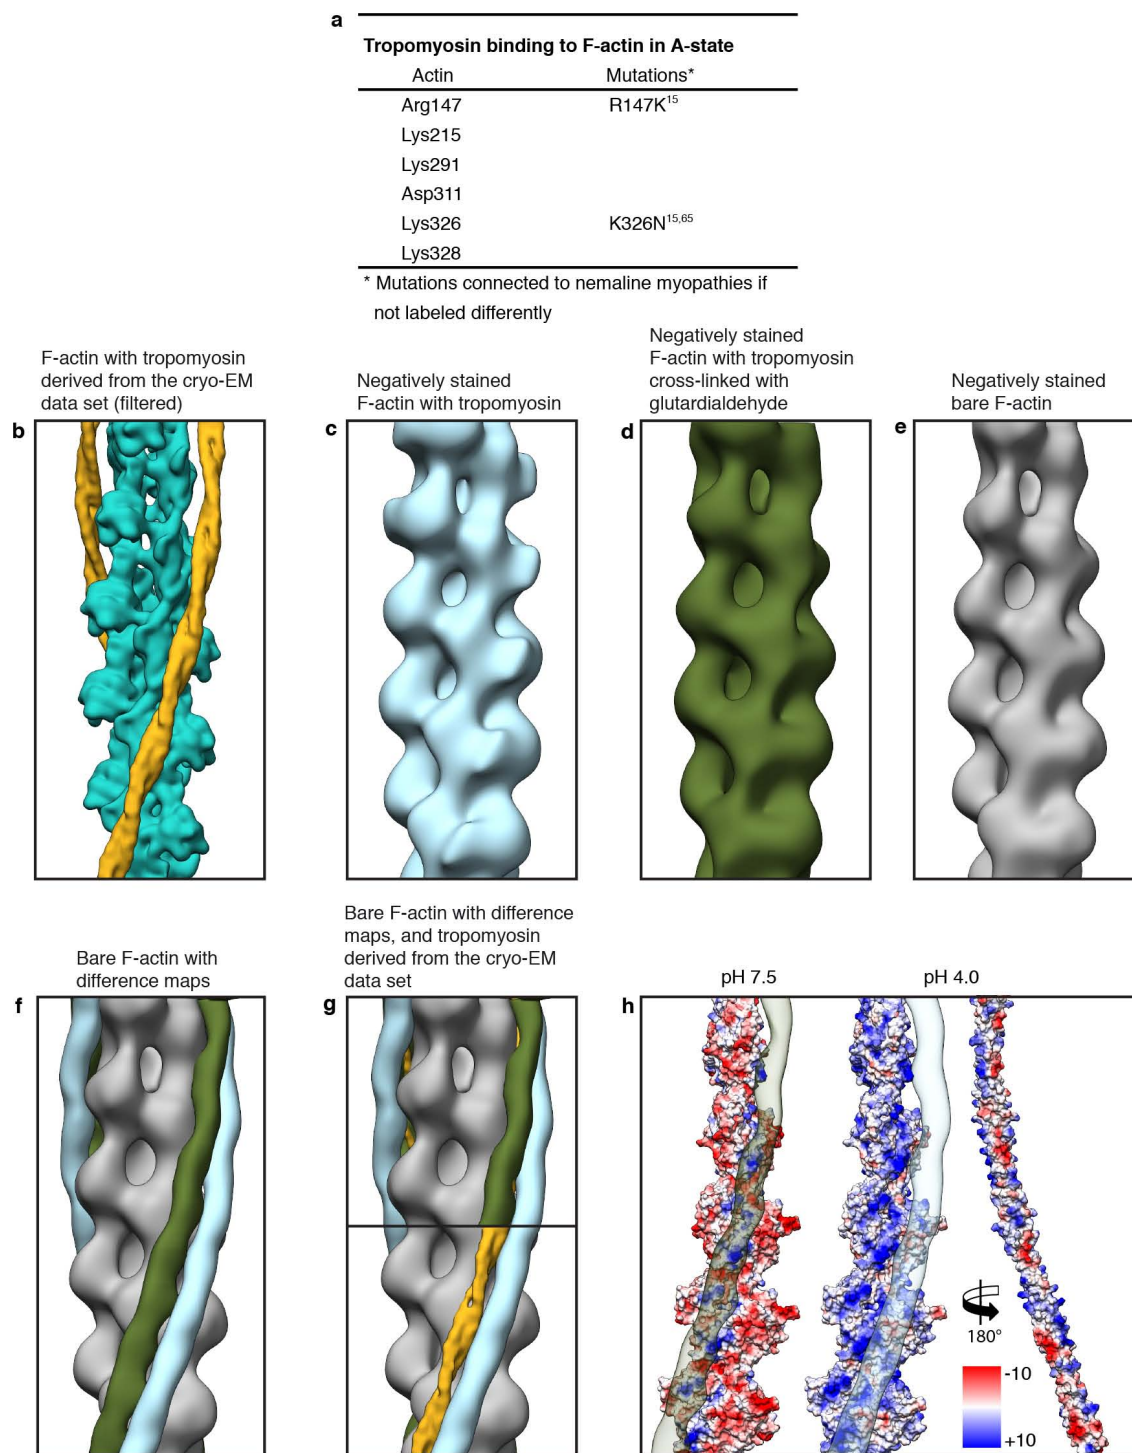 a
Tropomyosin binding to F-actin in A-state
Actin Mutations*
Arg147 R147K15
Lys215
Lys291
Asp311
Lys326 K326N15,65
Lys328
* Mutations connected to nemaline myopathies if
not labeled differently
F-actin with tropomyosin
derived from the cryo-EM
data set (filtered)
b
Negatively stained
F-actin with tropomyosin
c
Negatively stained
F-actin with tropomyosin
cross-linked with
glutardialdehyde
d
Negatively stained
bare F-actin
e
Bare F-actin with
difference maps
f
Bare F-actin with difference
maps, and tropomyosin
derived from the cryo-EM
data set
g
pH 7.5 pH 4.0
h
180°
-10
+10